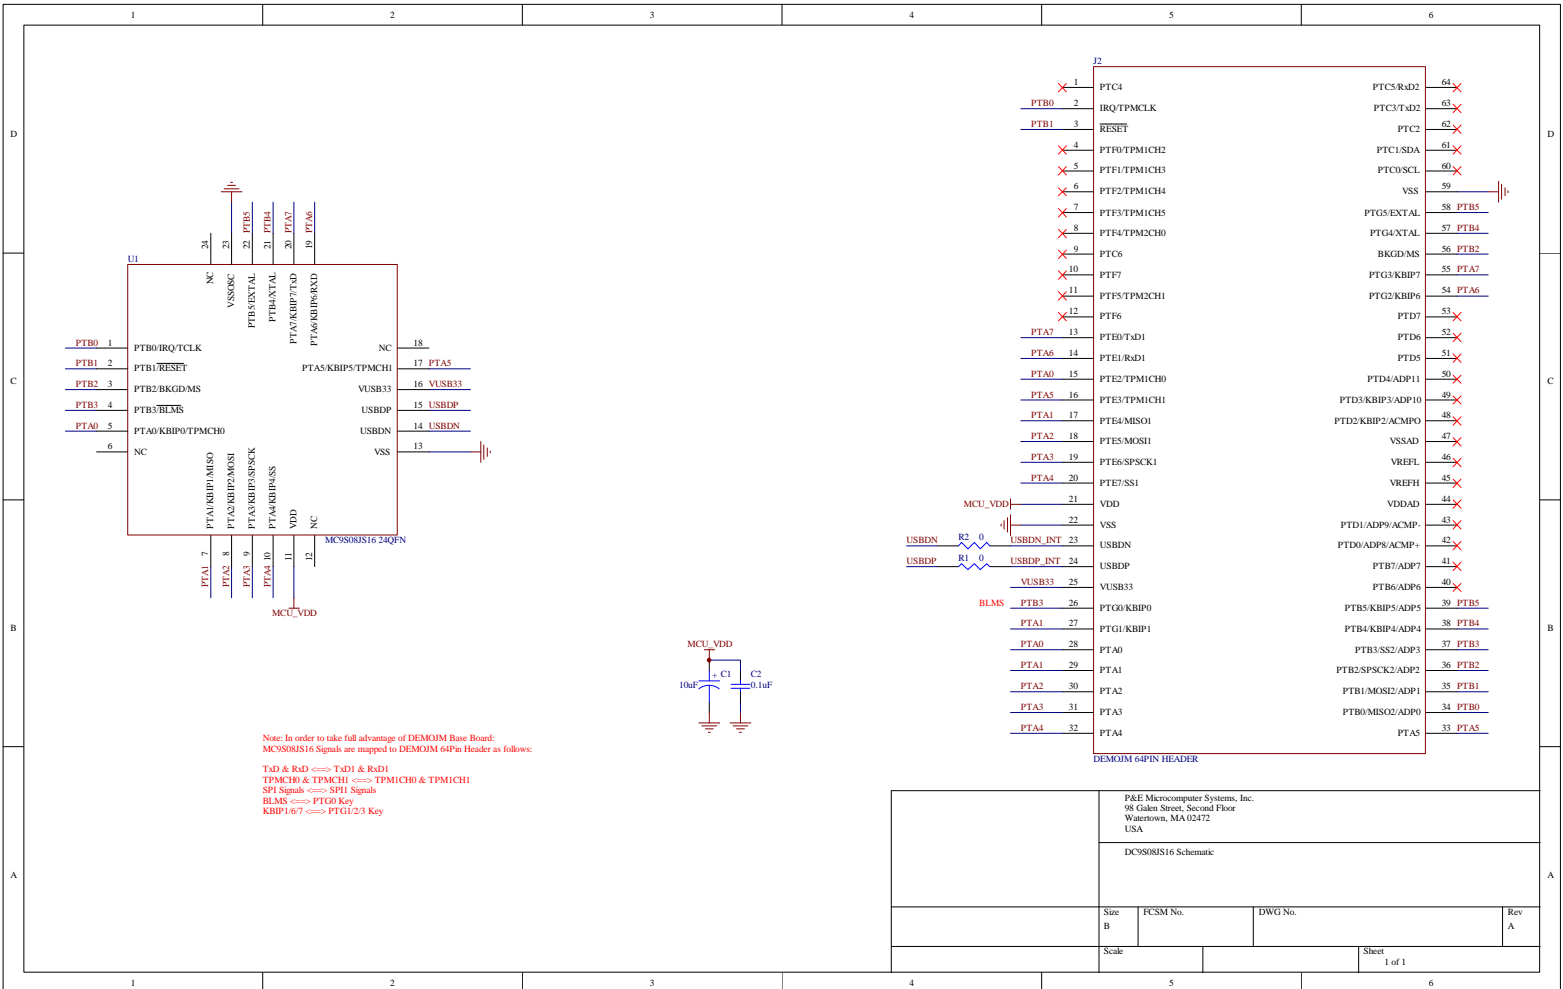 1 2 3 4 5 6
D D
C C
B B
A A
U1
24 NC
23 VSSOSC
PTB5 22 PTB5/EXTAL
PTB4 21 PTB4/XTAL
PTA7 20 PTA7/KBIP7/TxD
PTA6 19 PTA6/KBIP6/RXD
PTB0 1 PTB0/IRQ/TCLK
PTB1 2 PTB1/RESET
PTB2 3 PTB2/BKGD/MS
PTB3 4 PTB3/BLMS
PTA0 5 PTA0/KBIP0/TPMCH0
6 NC
NC 18
PTA5/KBIP5/TPMCH1 17 PTA5
VUSB33 16 VUSB33
USBDP 15 USBDP
USBDN 14 USBDN
VSS 13
PTA1/KBIP1/MISO 7 PTA1
PTA2/KBIP2/MOSI 8 PTA2
PTA3/KBIP3/SPSCK 9 PTA3
PTA4/KBIP4/SS 10 PTA4
VDD 11
NC 12
MC9S08JS16 24QFN
MCU_VDD
MCU_VDD
+ C1 C2
10uF 0.1uF
Note: In order to take full advantage of DEMOJM Base Board:
MC9S08JS16 Signals are mapped to DEMOJM 64Pin Header as follows:
TxD & RxD <==> TxD1 & RxD1
TPMCH0 & TPMCH1 <==> TPM1CH0 & TPM1CH1
SPI Signals <==> SPI1 Signals
BLMS <==> PTG0 Key
KBIP1/6/7 <==> PTG1/2/3 Key
J2
1 PTC4 PTC5/RxD2 64
PTB0 2 IRQ/TPMCLK PTC3/TxD2 63
PTB1 3 RESET PTC2 62
4 PTF0/TPM1CH2 PTC1/SDA 61
5 PTF1/TPM1CH3 PTC0/SCL 60
6 PTF2/TPM1CH4 VSS 59
7 PTF3/TPM1CH5 PTG5/EXTAL 58 PTB5
8 PTF4/TPM2CH0 PTG4/XTAL 57 PTB4
9 PTC6 BKGD/MS 56 PTB2
10 PTF7 PTG3/KBIP7 55 PTA7
11 PTF5/TPM2CH1 PTG2/KBIP6 54 PTA6
12 PTF6 PTD7 53
PTA7 13 PTE0/TxD1 PTD6 52
PTA6 14 PTE1/RxD1 PTD5 51
PTA0 15 PTE2/TPM1CH0 PTD4/ADP11 50
PTA5 16 PTE3/TPM1CH1 PTD3/KBIP3/ADP10 49
PTA1 17 PTE4/MISO1 PTD2/KBIP2/ACMPO 48
PTA2 18 PTE5/MOSI1 VSSAD 47
PTA3 19 PTE6/SPSCK1 VREFL 46
PTA4 20 PTE7/SS1 VREFH 45
MCU_VDD 21 VDD VDDAD 44
22 VSS PTD1/ADP9/ACMP- 43
USBDN R2 0 USBDN_INT 23 USBDN PTD0/ADP8/ACMP+ 42
USBDP R1 0 USBDP_INT 24 USBDP PTB7/ADP7 41
VUSB33 25 VUSB33 PTB6/ADP6 40
BLMS PTB3 26 PTG0/KBIP0 PTB5/KBIP5/ADP5 39 PTB5
PTA1 27 PTG1/KBIP1 PTB4/KBIP4/ADP4 38 PTB4
PTA0 28 PTA0 PTB3/SS2/ADP3 37 PTB3
PTA1 29 PTA1 PTB2/SPSCK2/ADP2 36 PTB2
PTA2 30 PTA2 PTB1/MOSI2/ADP1 35 PTB1
PTA3 31 PTA3 PTB0/MISO2/ADP0 34 PTB0
PTA4 32 PTA4 PTA5 33 PTA5
DEMOJM 64PIN HEADER
P&E Microcomputer Systems, Inc.
98 Galen Street, Second Floor
Watertown, MA 02472
USA
DC9S08JS16 Schematic
Size FCSM No. DWG No. Rev
B A
Scale Sheet
1 of 1
1 2 3 4 5 6